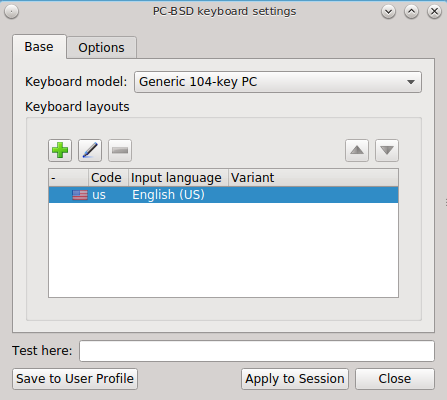 PC-BSD keyboard settings
Base Options
Keyboard model: Generic 104-key PC
Keyboard layouts
- Code Input language Variant
us English (US)
Test here:
Save to User Profile Apply to Session Close